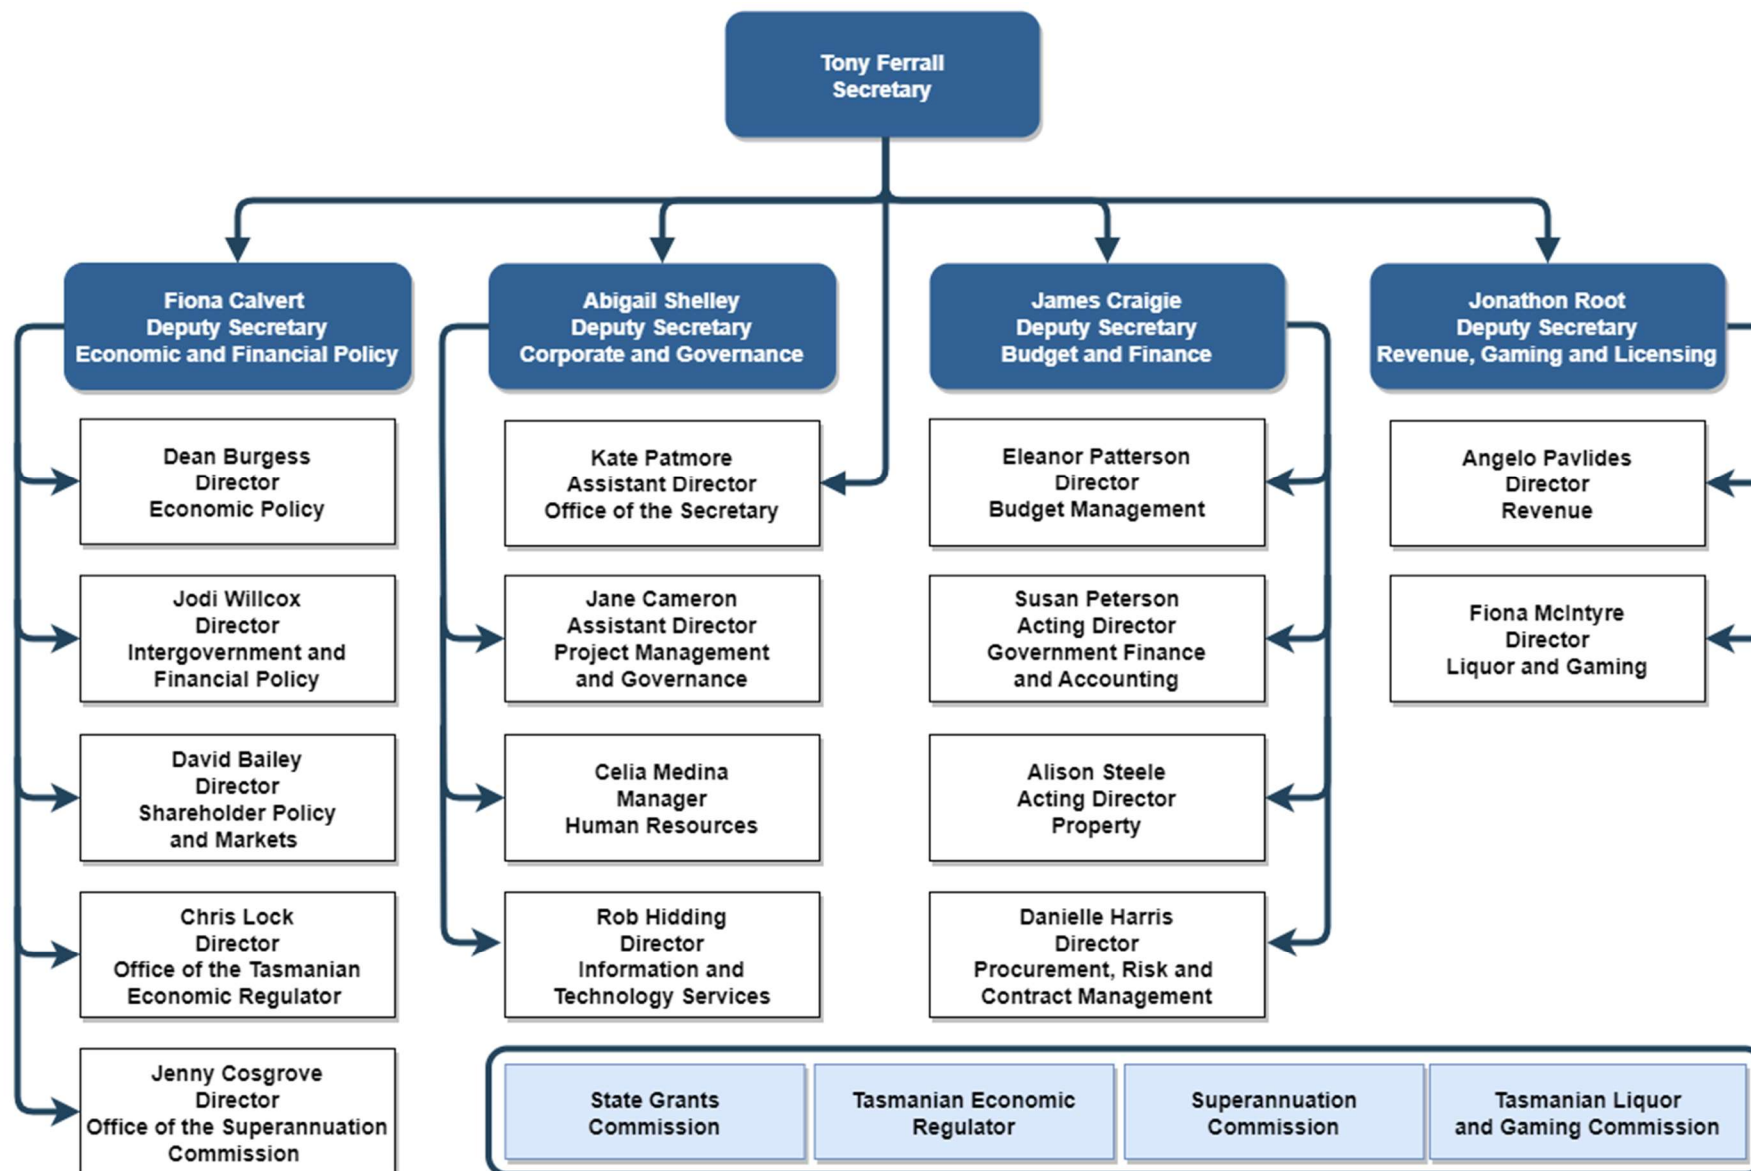 Tony Ferrall
Secretary
Fiona Calvert
Deputy Secretary
Economic and Financial Policy
Abigail Shelley
Deputy Secretary
Corporate and Governance
James Craigie
Deputy Secretary
Budget and Finance
Jonathon Root
Deputy Secretary
Revenue, Gaming and Licensing
Dean Burgess
Director
Economic Policy
Kate Patmore
Assistant Director
Office of the Secretary
Eleanor Patterson
Director
Budget Management
Angelo Pavlides
Director
Revenue
Jodi Willcox
Director
Intergovernment and
Financial Policy
Jane Cameron
Assistant Director
Project Management
and Governance
Susan Peterson
Acting Director
Government Finance
and Accounting
Fiona McIntyre
Director
Liquor and Gaming
David Bailey
Director
Shareholder Policy
and Markets
Celia Medina
Manager
Human Resources
Alison Steele
Acting Director
Property
Chris Lock
Director
Office of the Tasmanian
Economic Regulator
Rob Hidding
Director
Information and
Technology Services
Danielle Harris
Director
Procurement, Risk and
Contract Management
Jenny Cosgrove
Director
Office of the Superannuation
Commission
State Grants
Commission
Tasmanian Economic
Regulator
Superannuation
Commission
Tasmanian Liquor
and Gaming Commission